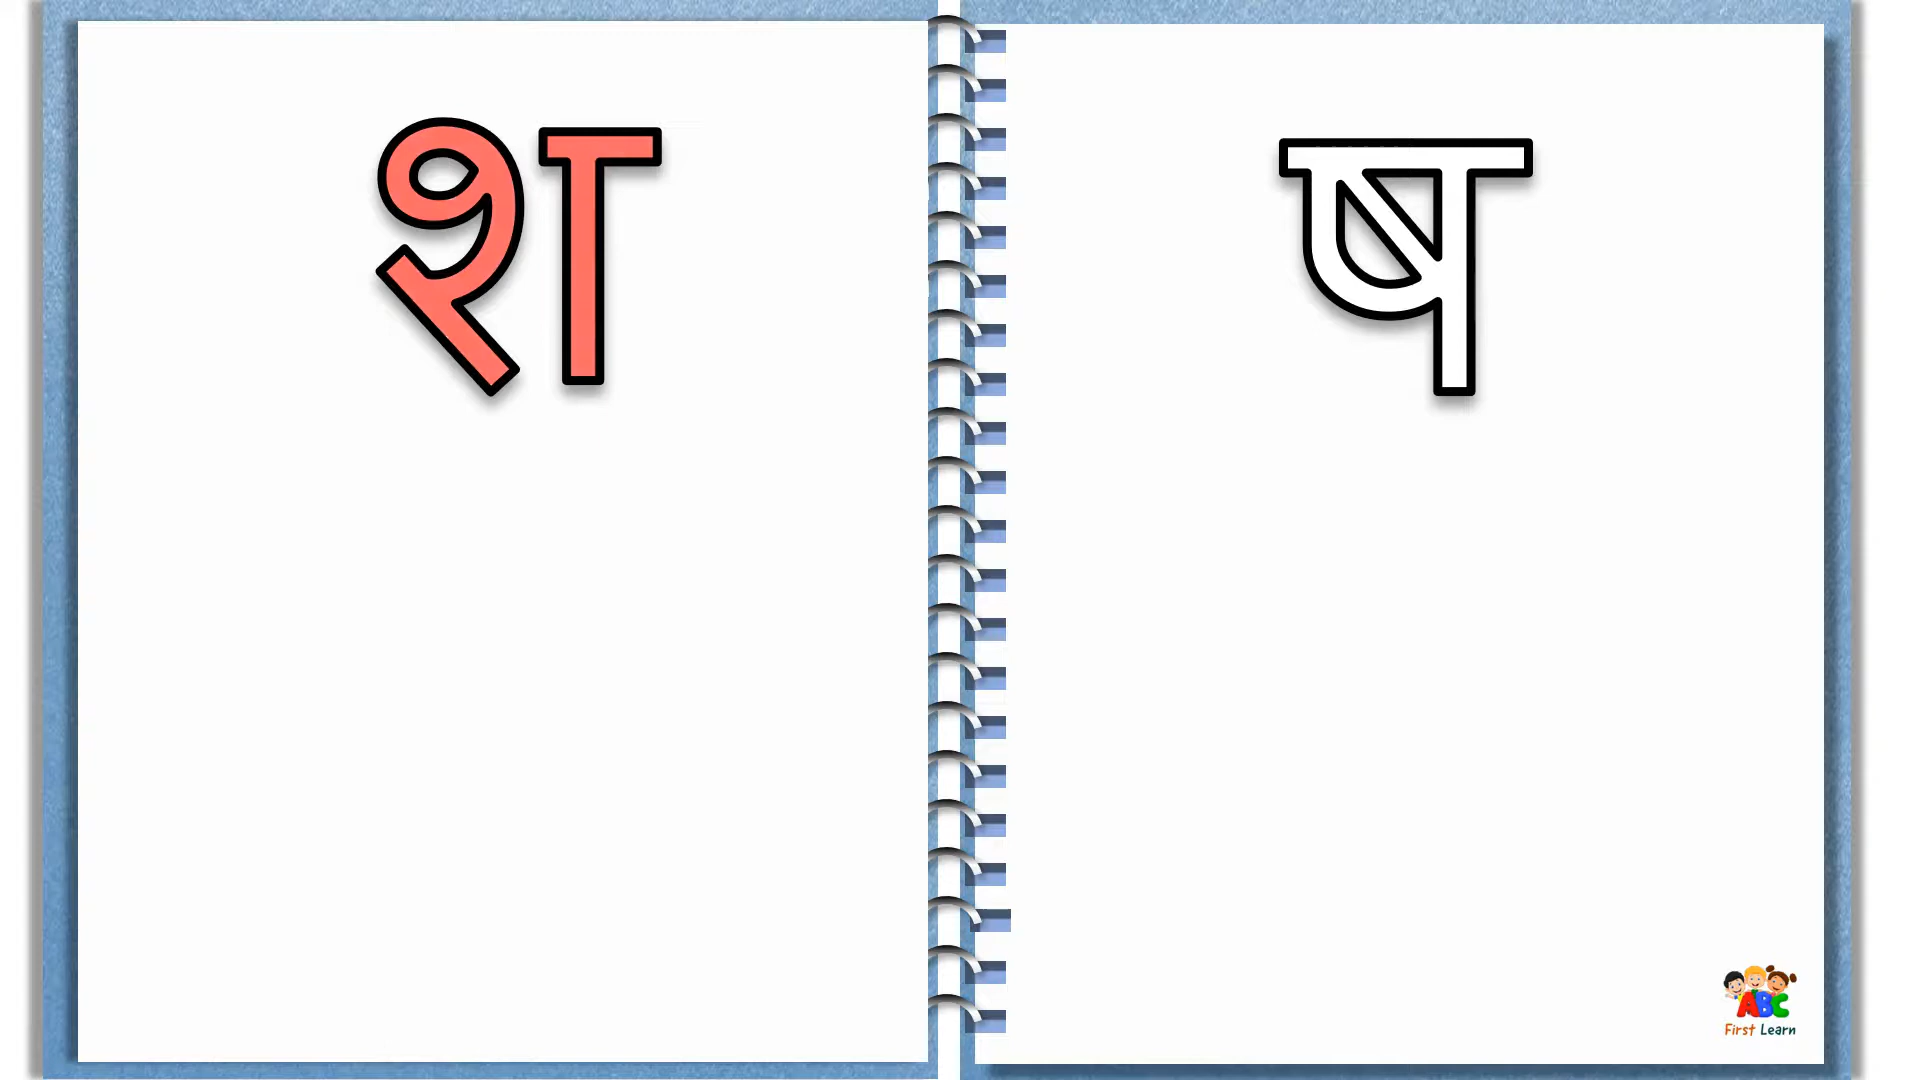 श
ष
ABC
First Learn